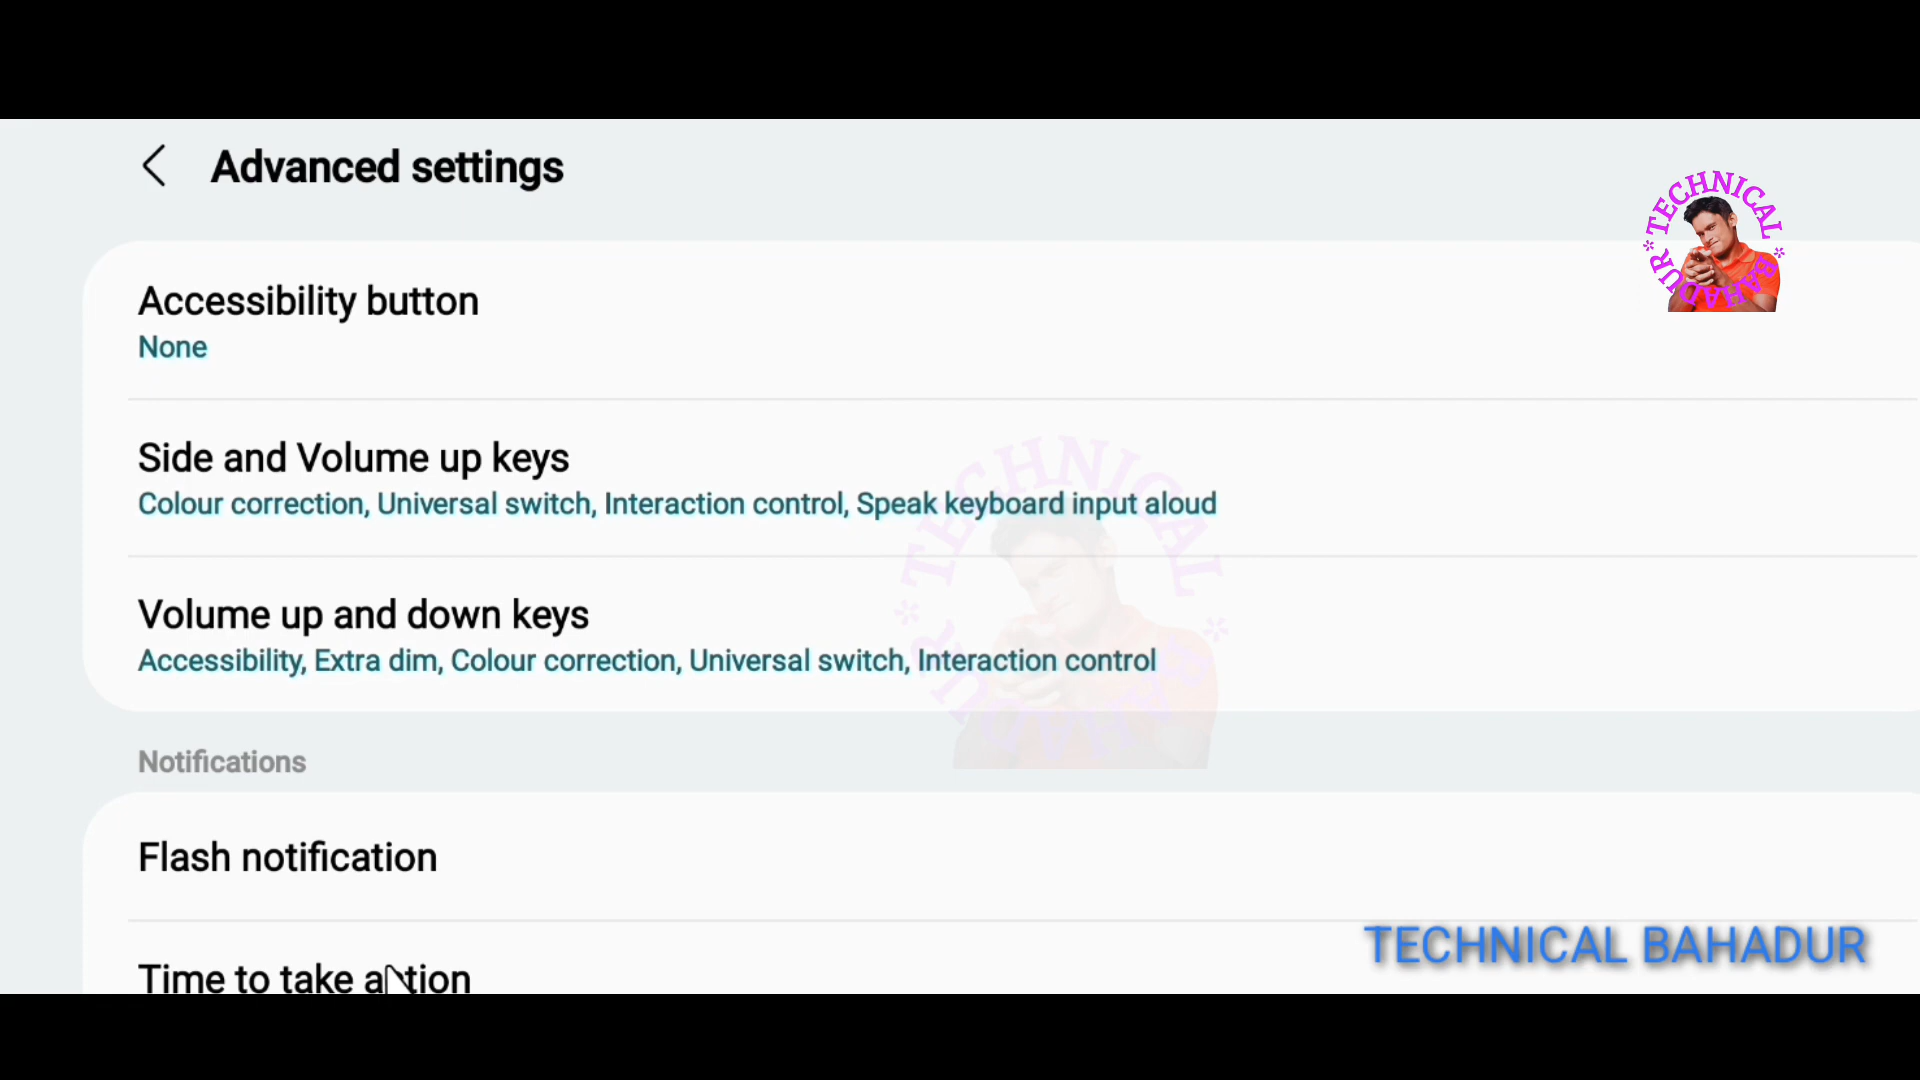 Advanced settings
*TECHNICAL*
BAHADUR
Accessibility button
None
Side and Volume up keys
Colour correction, Universal switch, Interaction control, Speak keyboard input aloud
*TECHNICAL*
BAHADUR
Volume up and down keys
Accessibility, Extra dim, Colour correction, Universal switch, Interaction control
Notifications
Flash notification
TECHNICAL BAHADUR
Time to take action